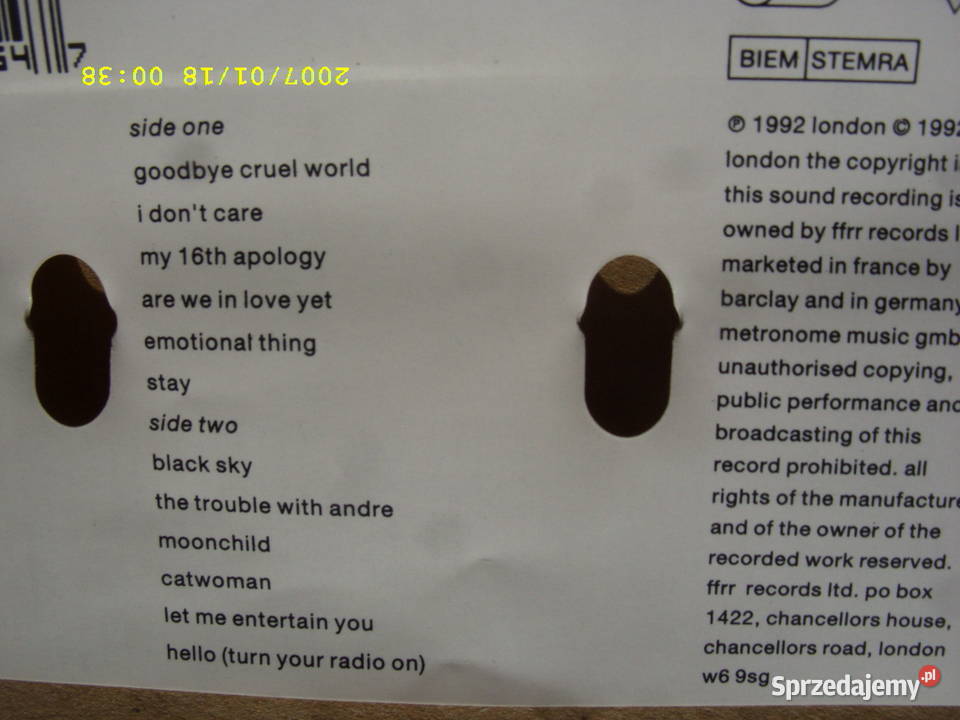 64 7
2007/01/18 00:38
BIEM STEMRA
side one
goodbye cruel world
i don't care
my 16th apology
are we in love yet
emotional thing
stay
side two
black sky
the trouble with andre
moonchild
catwoman
let me entertain you
hello (turn your radio on)
℗ 1992 london © 1992
london the copyright i
this sound recording is
owned by ffrr records l
marketed in france by
barclay and in germany
metronome music gmb
unauthorised copying,
public performance and
broadcasting of this
record prohibited. all
rights of the manufacture
and of the owner of the
recorded work reserved.
ffrr records ltd. po box
1422, chancellors house,
chancellors road, london
w6 9sg
Sprzedajemy.pl